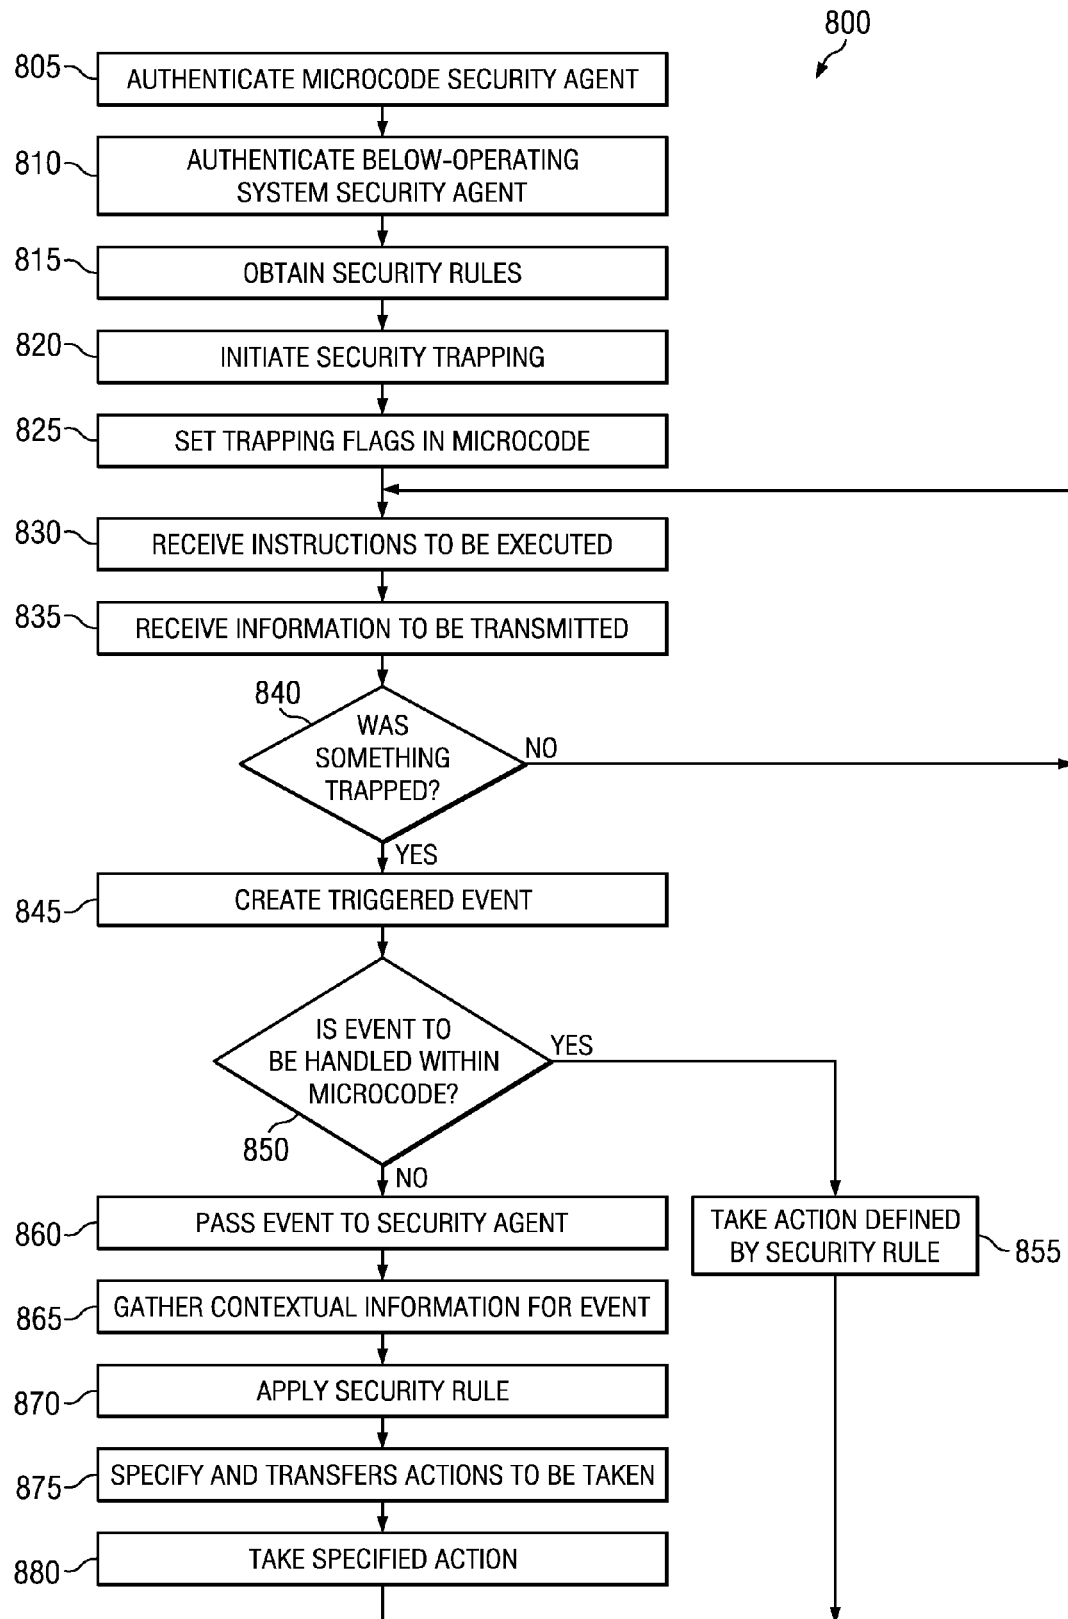 800
805
AUTHENTICATE MICROCODE SECURITY AGENT
810
AUTHENTICATE BELOW-OPERATING
SYSTEM SECURITY AGENT
815
OBTAIN SECURITY RULES
820
INITIATE SECURITY TRAPPING
825
SET TRAPPING FLAGS IN MICROCODE
830
RECEIVE INSTRUCTIONS TO BE EXECUTED
835
RECEIVE INFORMATION TO BE TRANSMITTED
840
WAS
SOMETHING
TRAPPED?
NO
YES
845
CREATE TRIGGERED EVENT
IS EVENT TO
BE HANDLED WITHIN
MICROCODE?
850
YES
NO
860
PASS EVENT TO SECURITY AGENT
TAKE ACTION DEFINED
BY SECURITY RULE
855
865
GATHER CONTEXTUAL INFORMATION FOR EVENT
870
APPLY SECURITY RULE
875
SPECIFY AND TRANSFERS ACTIONS TO BE TAKEN
880
TAKE SPECIFIED ACTION